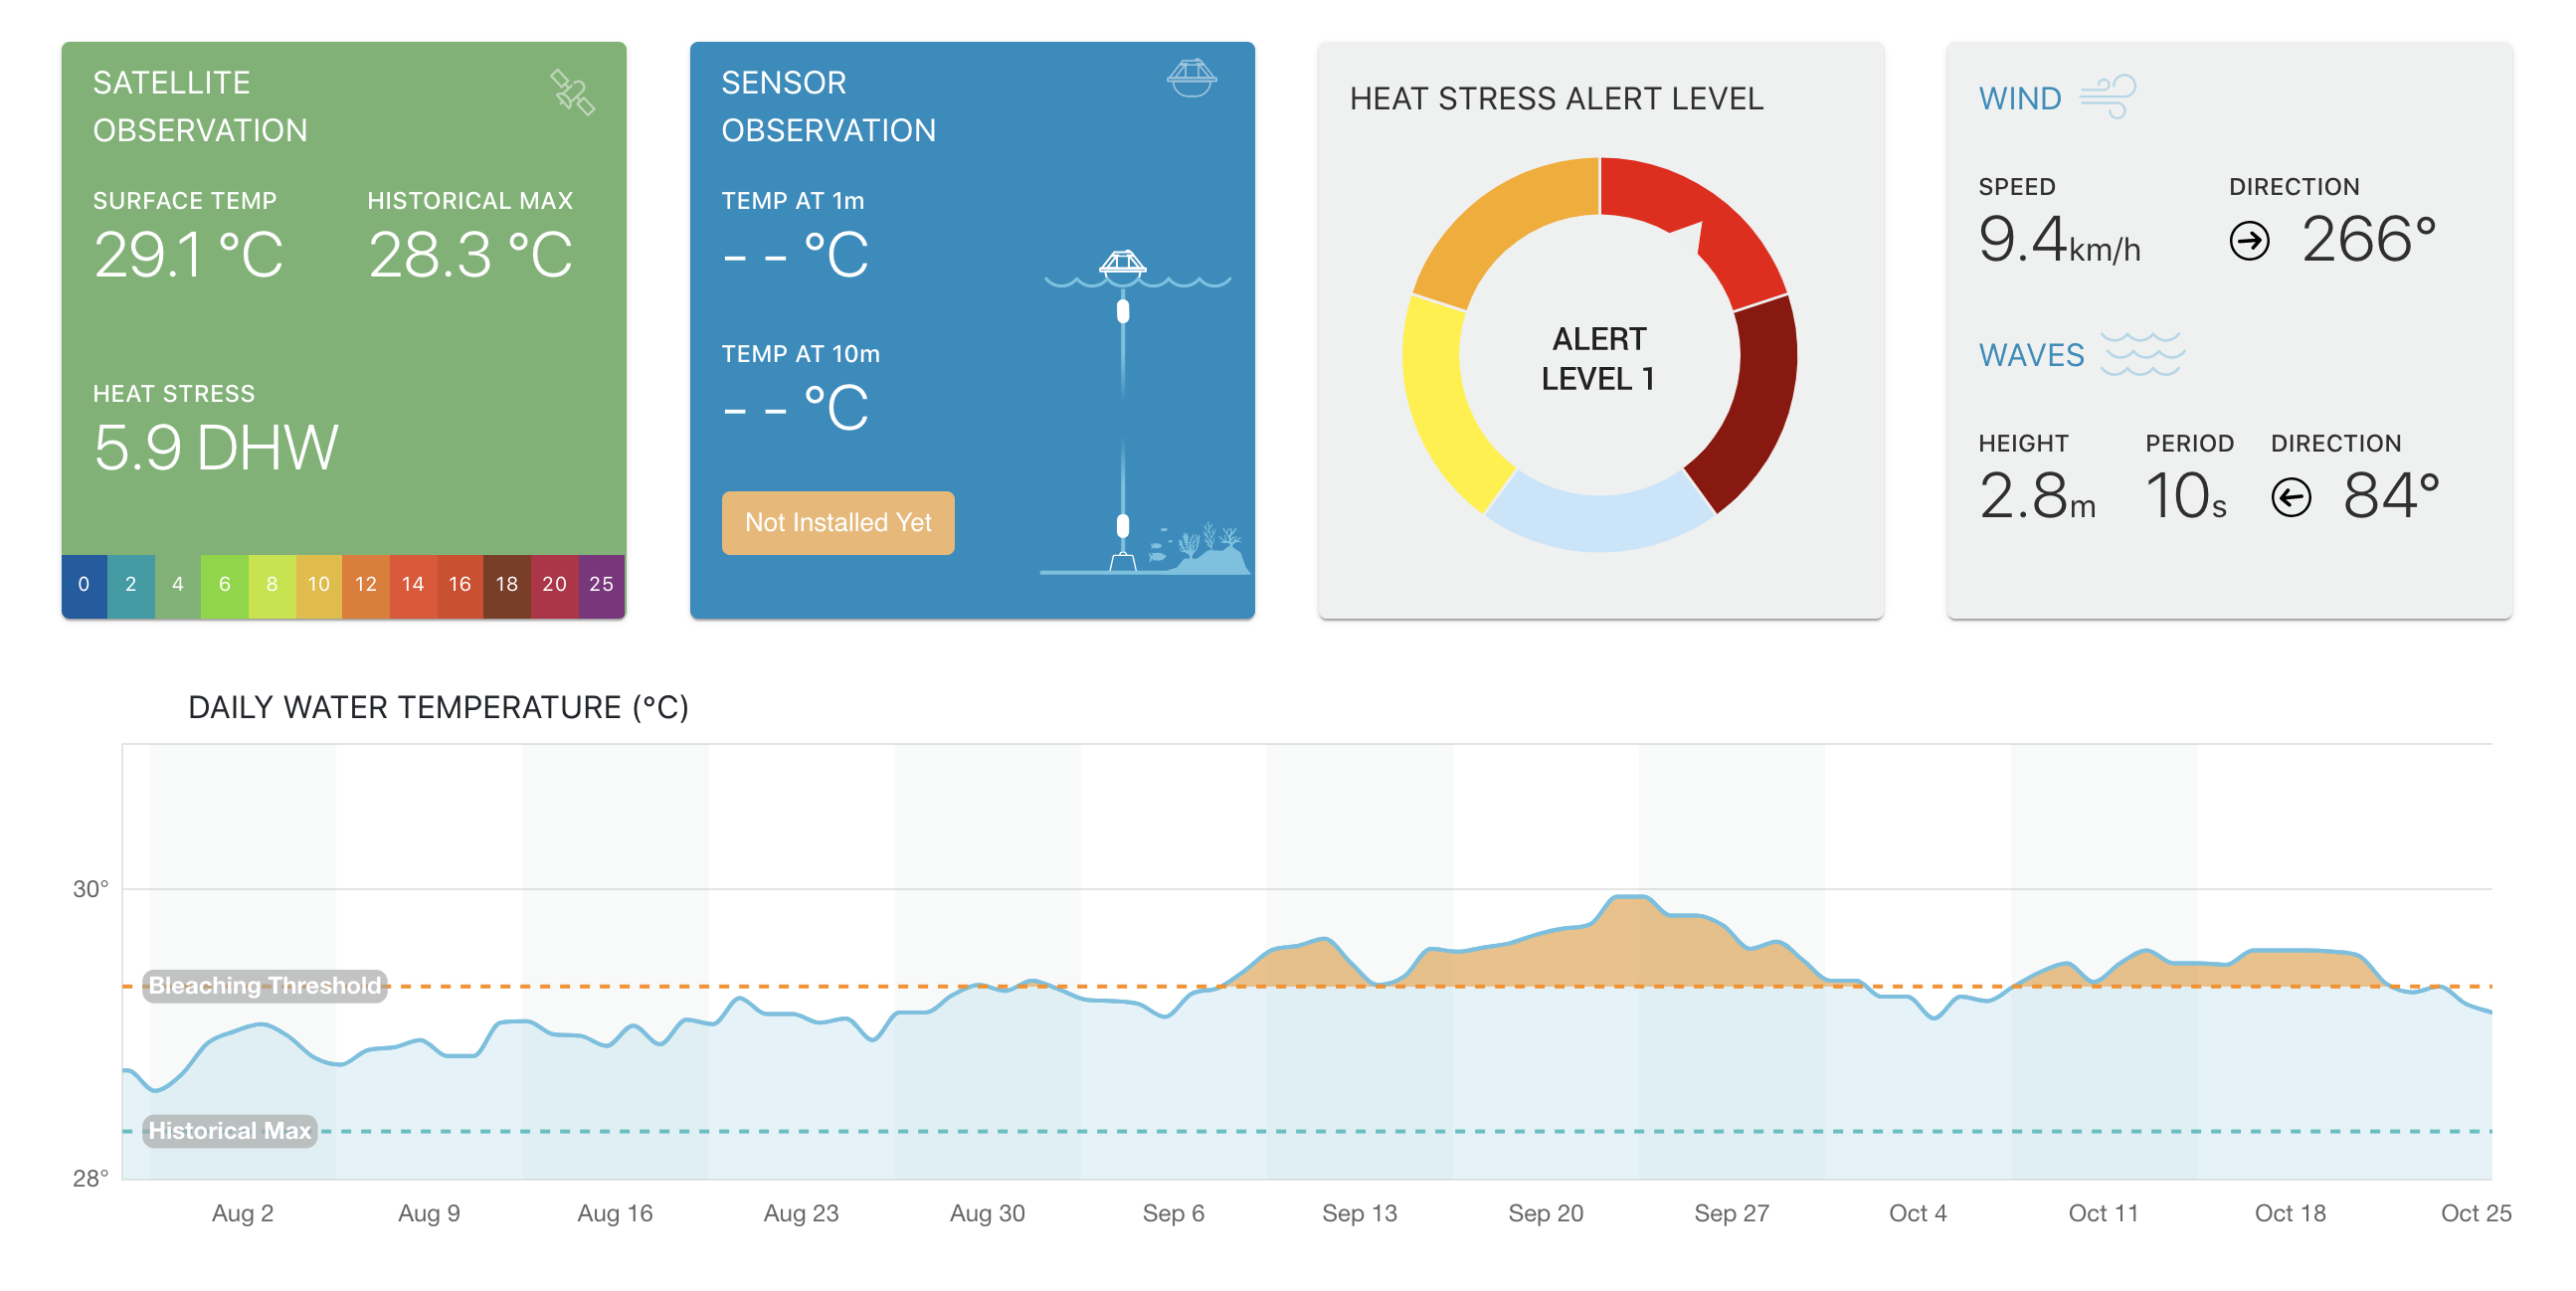 SATELLITE
OBSERVATION
SURFACE TEMP
29.1 °C
HISTORICAL MAX
28.3 °C
HEAT STRESS
5.9 DHW
0 2 4 6 8 10 12 14 16 18 20 25
SENSOR
OBSERVATION
TEMP AT 1m
– – °C
TEMP AT 10m
– – °C
Not Installed Yet
HEAT STRESS ALERT LEVEL
ALERT
LEVEL 1
WIND
SPEED
9.4km/h
DIRECTION
266°
WAVES
HEIGHT
2.8m
PERIOD
10s
DIRECTION
84°
DAILY WATER TEMPERATURE (°C)
30°
Bleaching Threshold
Historical Max
28°
Aug 2 Aug 9 Aug 16 Aug 23 Aug 30 Sep 6 Sep 13 Sep 20 Sep 27 Oct 4 Oct 11 Oct 18 Oct 25